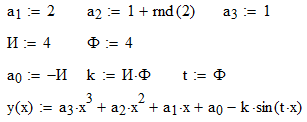 a₁ := 2 a₂ := 1 + rnd(2) a₃ := 1
И := 4 Ф := 4
a₀ := −И k := И·Ф t := Ф
y(x) := a₃·x³ + a₂·x² + a₁·x + a₀ − k·sin(t·x)